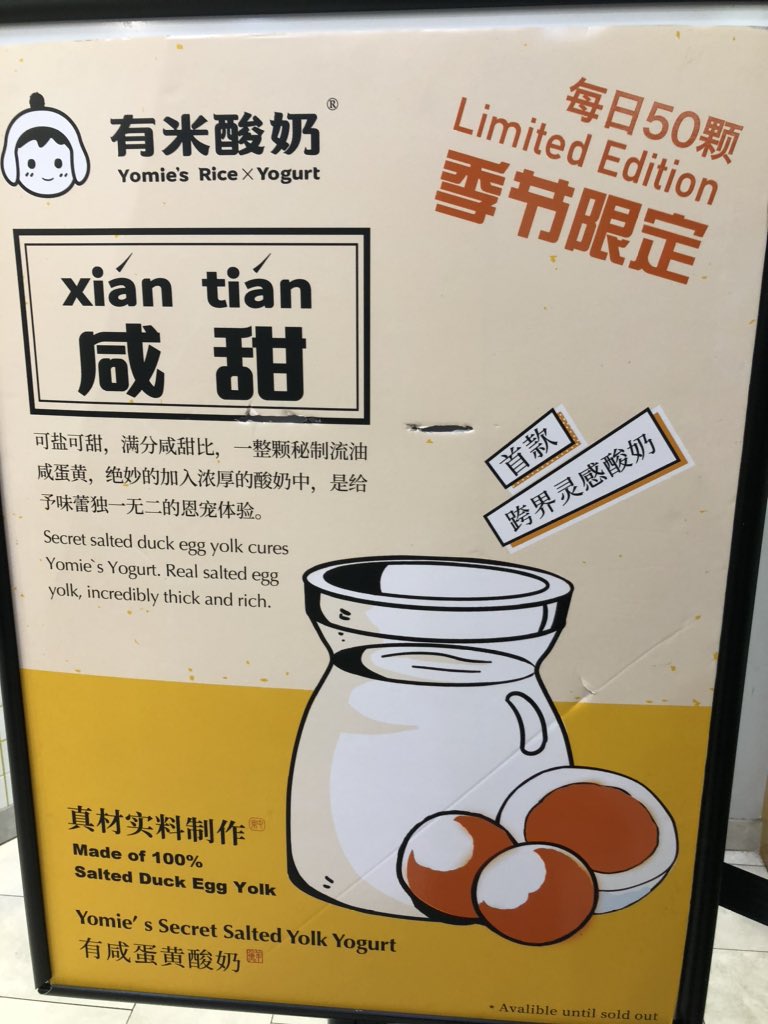 有米酸奶®
Yomie's Rice×Yogurt
每日50颗
Limited Edition
季节限定
xián tián
咸 甜
可盐可甜，满分咸甜比，一整颗秘制流油
咸蛋黄，绝妙的加入浓厚的酸奶中，是给
予味蕾独一无二的恩宠体验。
Secret salted duck egg yolk cures
Yomie`s Yogurt. Real salted egg
yolk, incredibly thick and rich.
首款
跨界灵感酸奶
真材实料制作
Made of 100%
Salted Duck Egg Yolk
Yomie' s Secret Salted Yolk Yogurt
有咸蛋黄酸奶
* Avalible until sold out